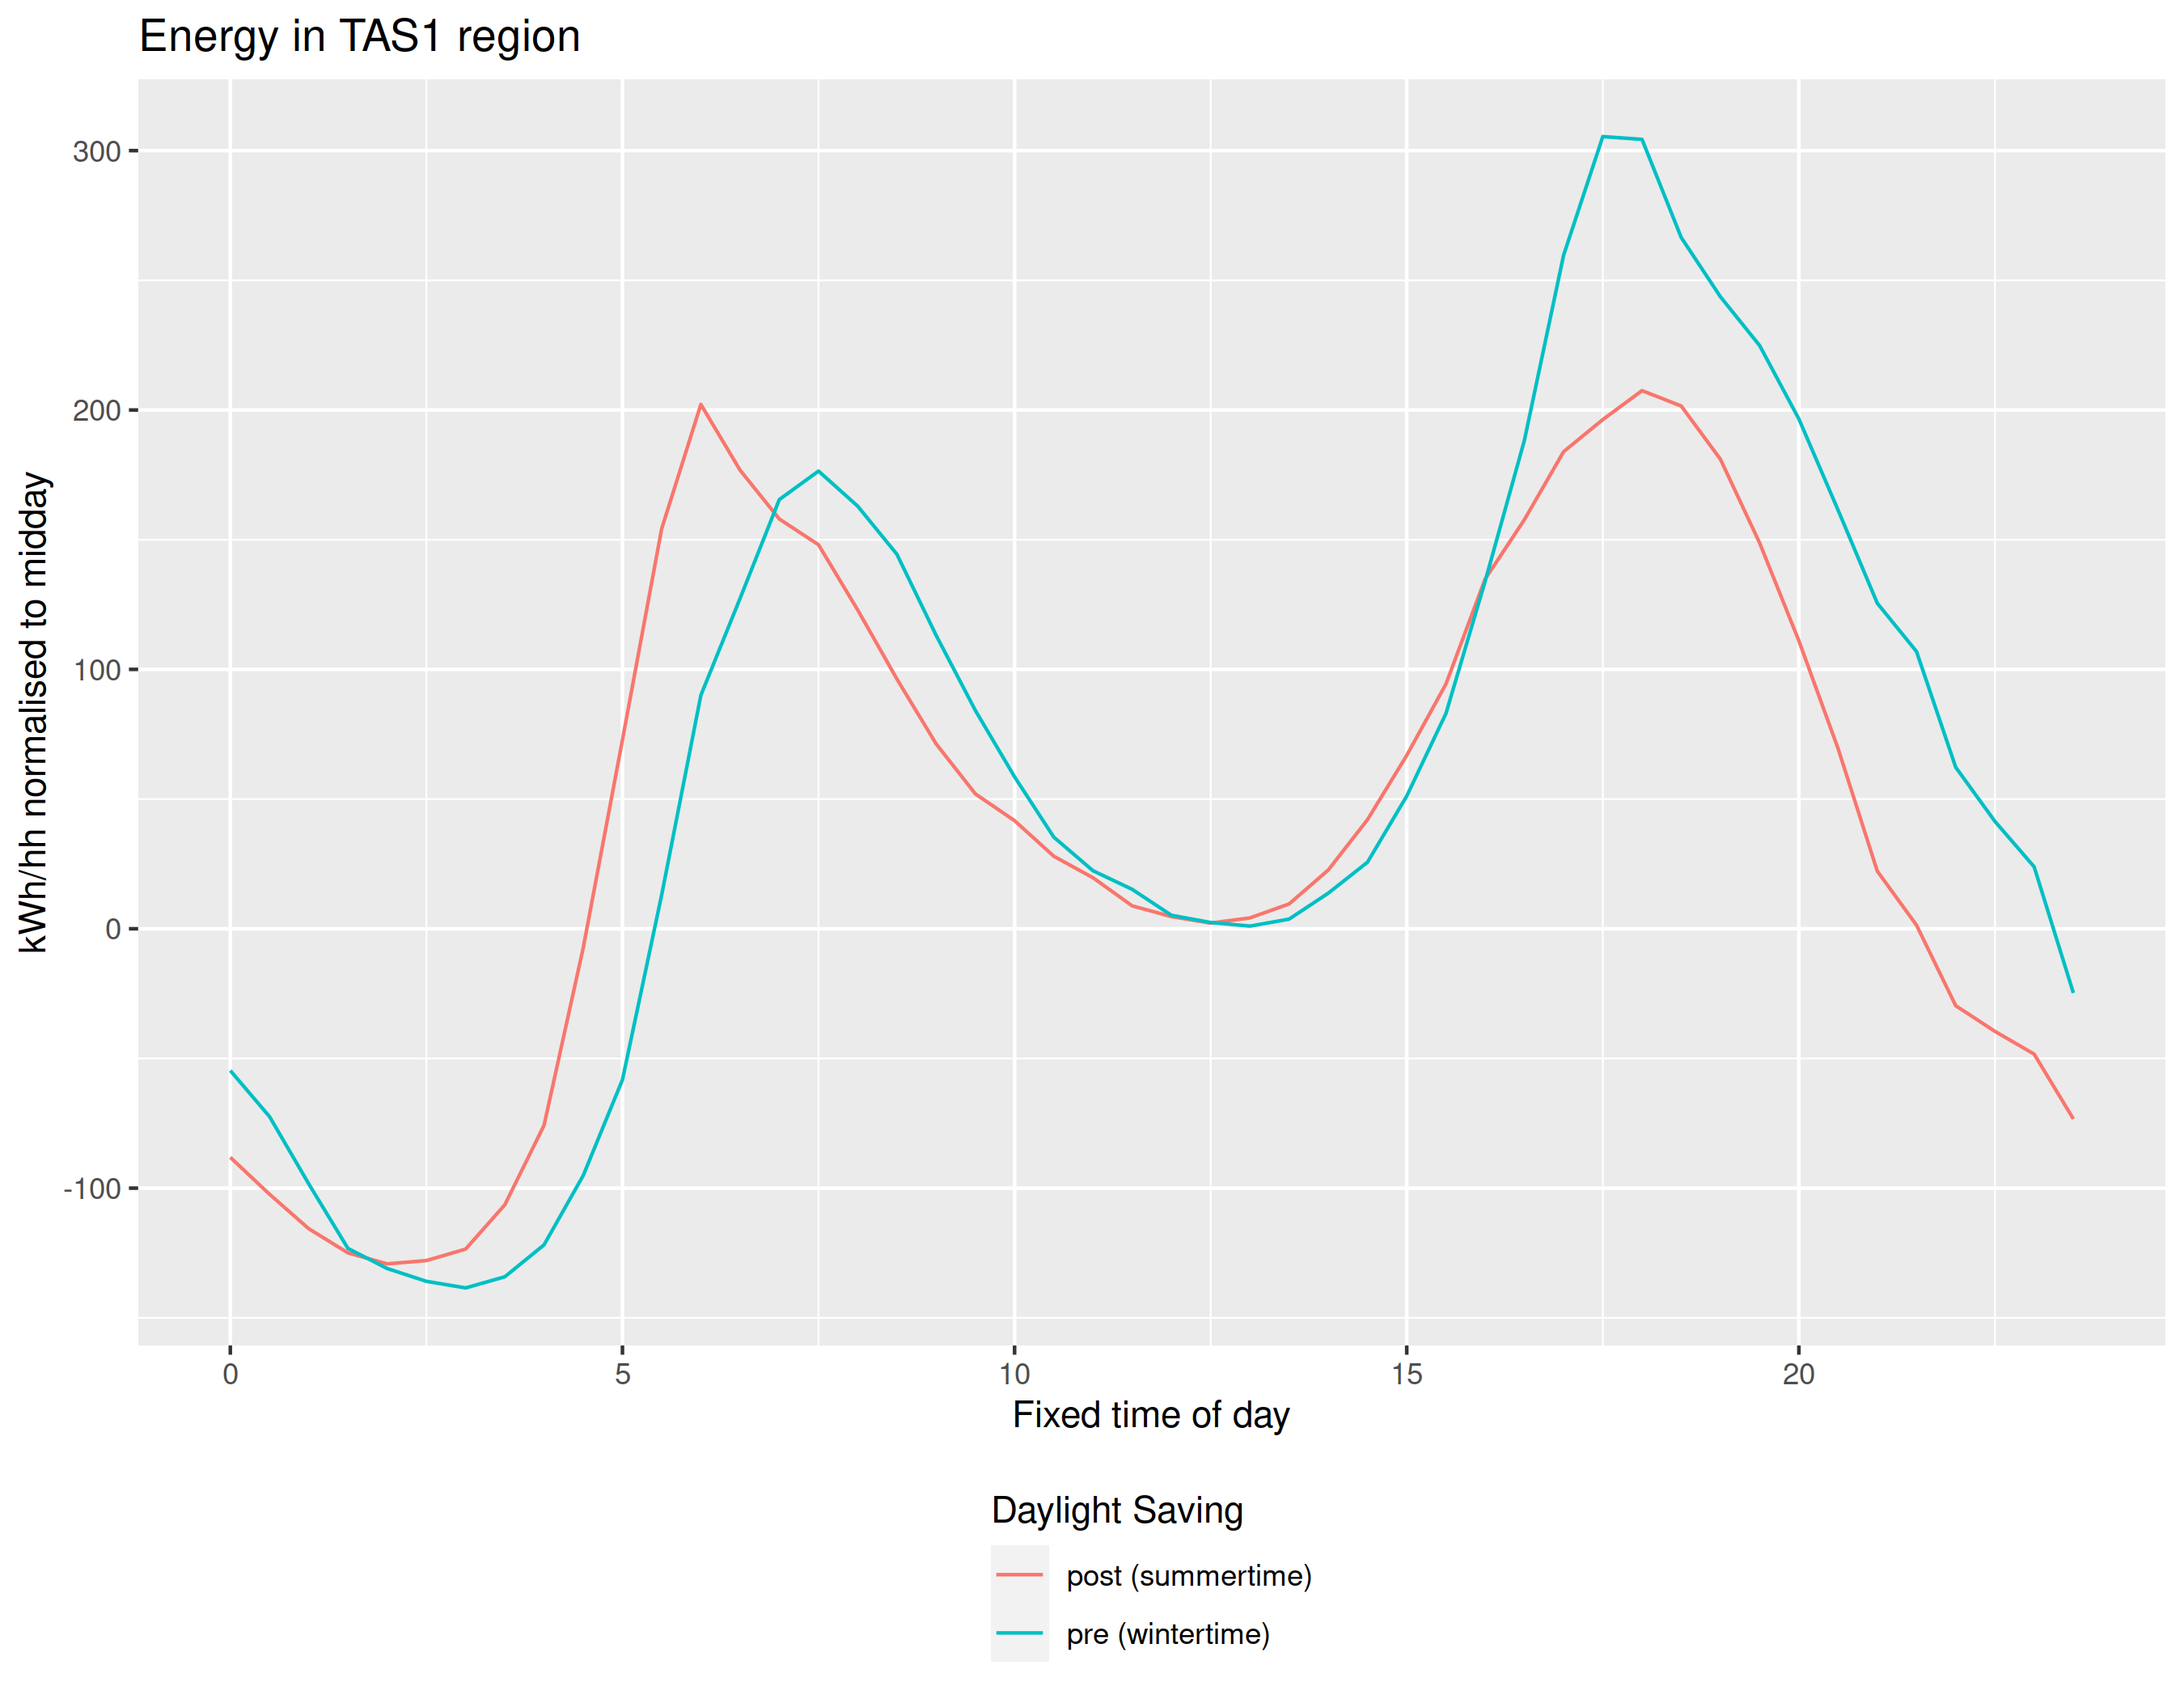 Energy in TAS1 region
kWh/hh normalised to midday
300
200
100
0
-100
0
5
10
15
20
Fixed time of day
Daylight Saving
post (summertime)
pre (wintertime)